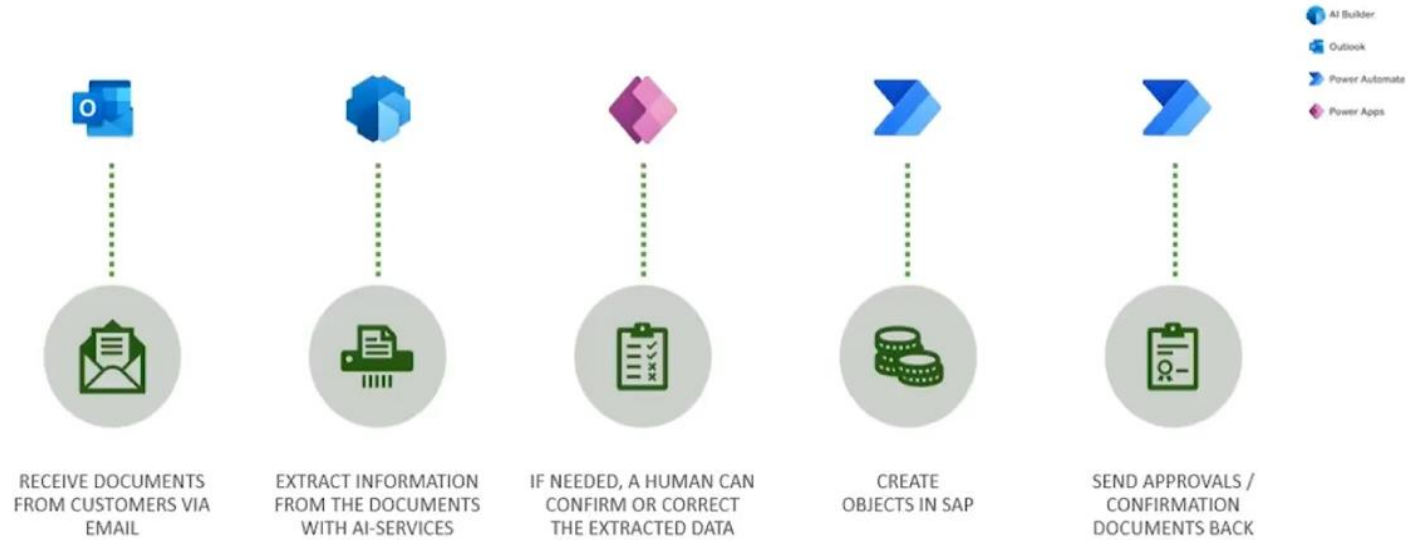 AI Builder
Outlook
Power Automate
Power Apps
O
RECEIVE DOCUMENTS
FROM CUSTOMERS VIA
EMAIL
EXTRACT INFORMATION
FROM THE DOCUMENTS
WITH AI-SERVICES
IF NEEDED, A HUMAN CAN
CONFIRM OR CORRECT
THE EXTRACTED DATA
CREATE
OBJECTS IN SAP
SEND APPROVALS /
CONFIRMATION
DOCUMENTS BACK